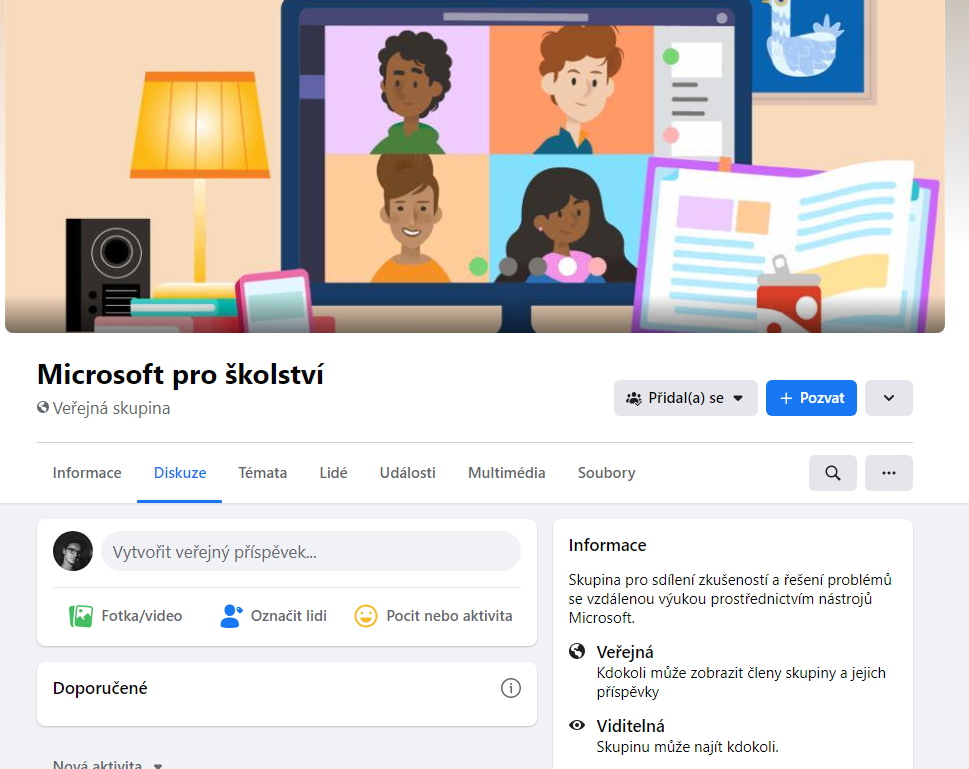 Microsoft pro školství
Veřejná skupina
Přidal(a) se
+ Pozvat
Informace
Diskuze
Témata
Lidé
Události
Multimédia
Soubory
Vytvořit veřejný příspěvek...
Fotka/video
Označit lidi
Pocit nebo aktivita
Doporučené
Nová aktivita
Informace
Skupina pro sdílení zkušeností a řešení problémů
se vzdálenou výukou prostřednictvím nástrojů
Microsoft.
Veřejná
Kdokoli může zobrazit členy skupiny a jejich
příspěvky
Viditelná
Skupinu může najít kdokoli.